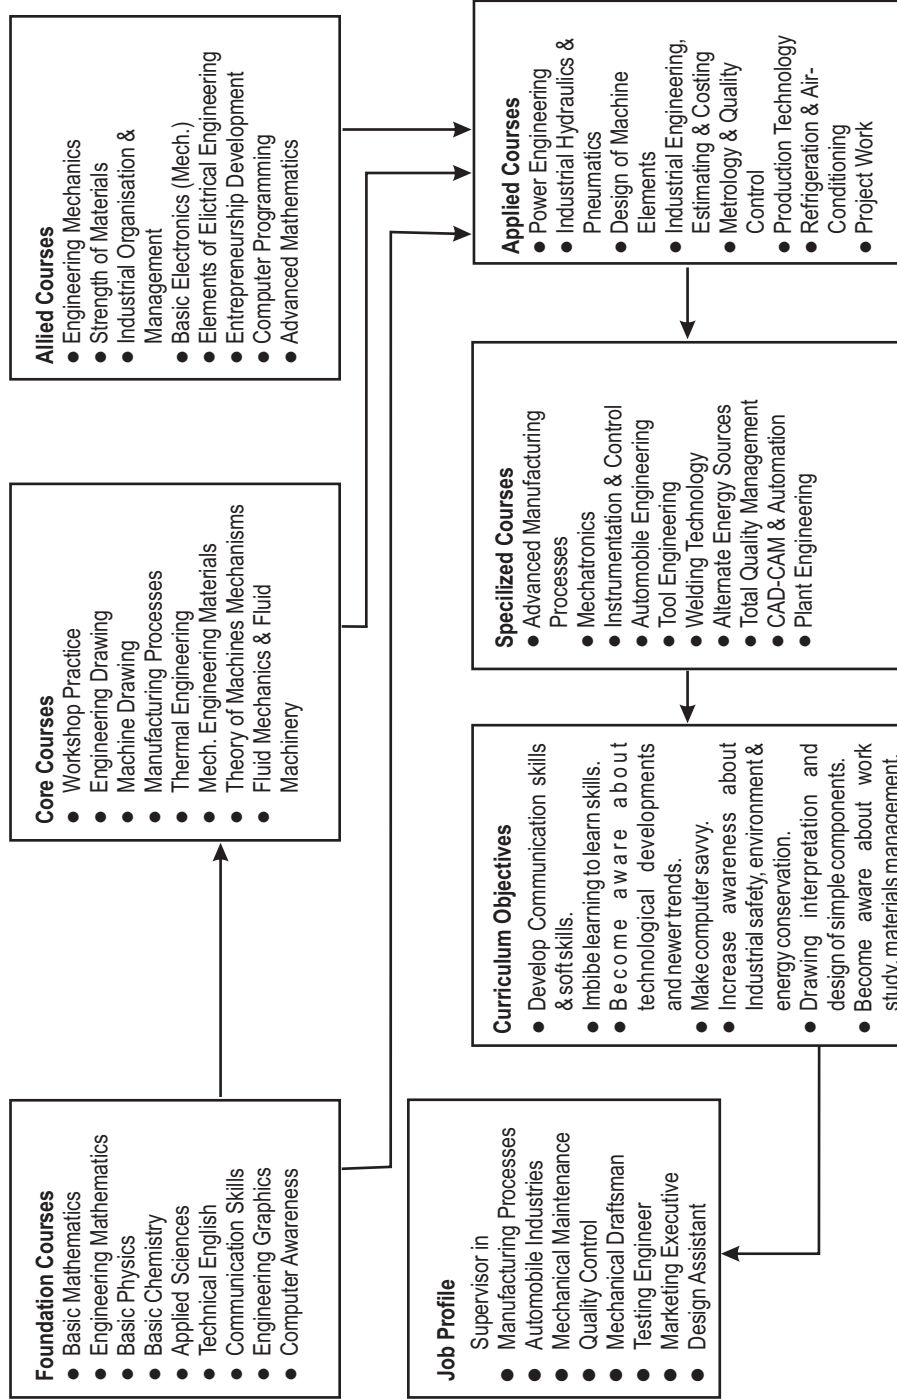 Foundation Courses
● Basic Mathematics
● Engineering Mathematics
● Basic Physics
● Basic Chemistry
● Applied Sciences
● Technical English
● Communication Skills
● Engineering Graphics
● Computer Awareness
Core Courses
● Workshop Practice
● Engineering Drawing
● Machine Drawing
● Manufacturing Processes
● Thermal Engineering
● Mech. Engineering Materials
● Theory of Machines Mechanisms
● Fluid Mechanics & Fluid
Machinery
Allied Courses
● Engineering Mechanics
● Strength of Materials
● Industrial Organisation &
Management
● Basic Electronics (Mech.)
● Elements of Elictrical Engineering
● Entrepreneurship Development
● Computer Programming
● Advanced Mathematics
Job Profile
Supervisor in
● Manufacturing Processes
● Automobile Industries
● Mechanical Maintenance
● Quality Control
● Mechanical Draftsman
● Testing Engineer
● Marketing Executive
● Design Assistant
Curriculum Objectives
● Develop Communication skills
& soft skills.
● Imbibe learning to learn skills.
● Become aware about
technological developments
and newer trends.
● Make computer savvy.
● Increase awareness about
Industrial safety, environment &
energy conservation.
● Drawing interpretation and
design of simple components.
● Become aware about work
study, materials management,
Specilized Courses
● Advanced Manufacturing
Processes
● Mechatronics
● Instrumentation & Control
● Automobile Engineering
● Tool Engineering
● Welding Technology
● Alternate Energy Sources
● Total Quality Management
● CAD-CAM & Automation
● Plant Engineering
Applied Courses
● Power Engineering
● Industrial Hydraulics &
Pneumatics
● Design of Machine
Elements
● Industrial Engineering,
Estimating & Costing
● Metrology & Quality
Control
● Production Technology
● Refrigeration & Air-
Conditioning
● Project Work